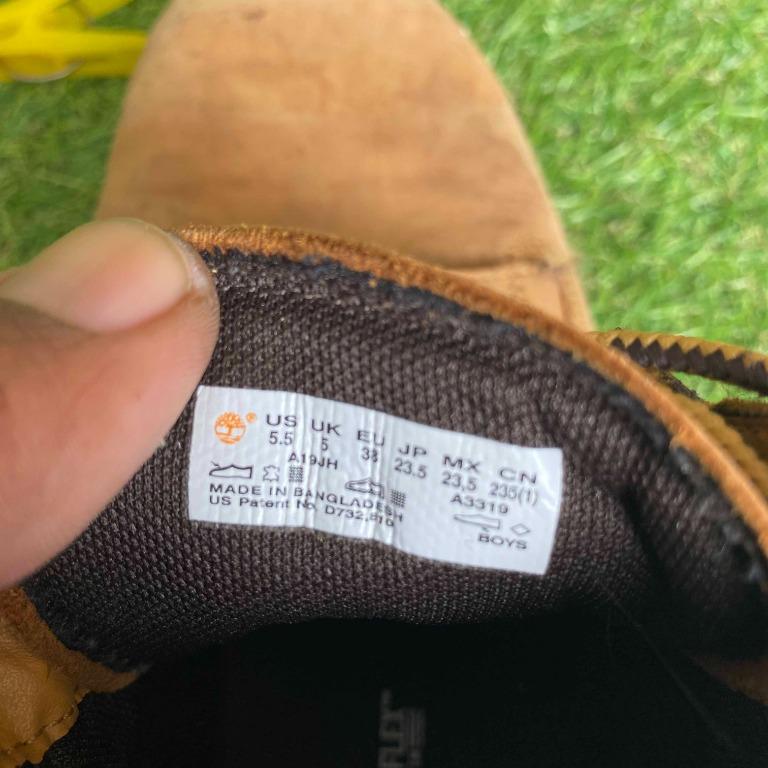 ® US UK EU JP MX CN
5.5 5 38 23.5 23,5 235(1)
A19JH A3319
MADE IN BANGLADESH
US Patent No. D732,810
BOYS
FLEX™